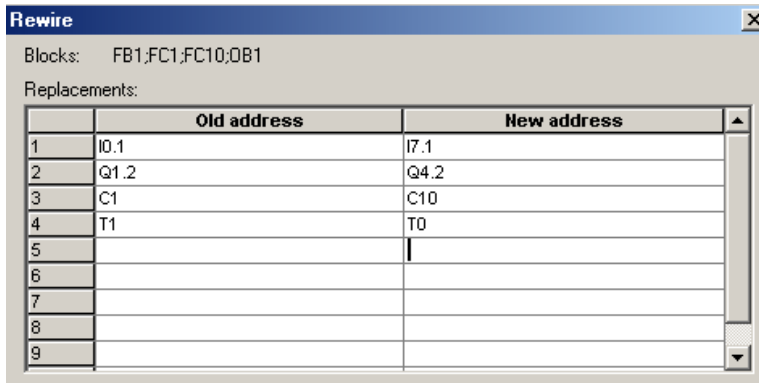 Rewire
Blocks: FB1;FC1;FC10;OB1
Replacements:
Old address New address
1 I0.1 I7.1
2 Q1.2 Q4.2
3 C1 C10
4 T1 T0
5
6
7
8
9